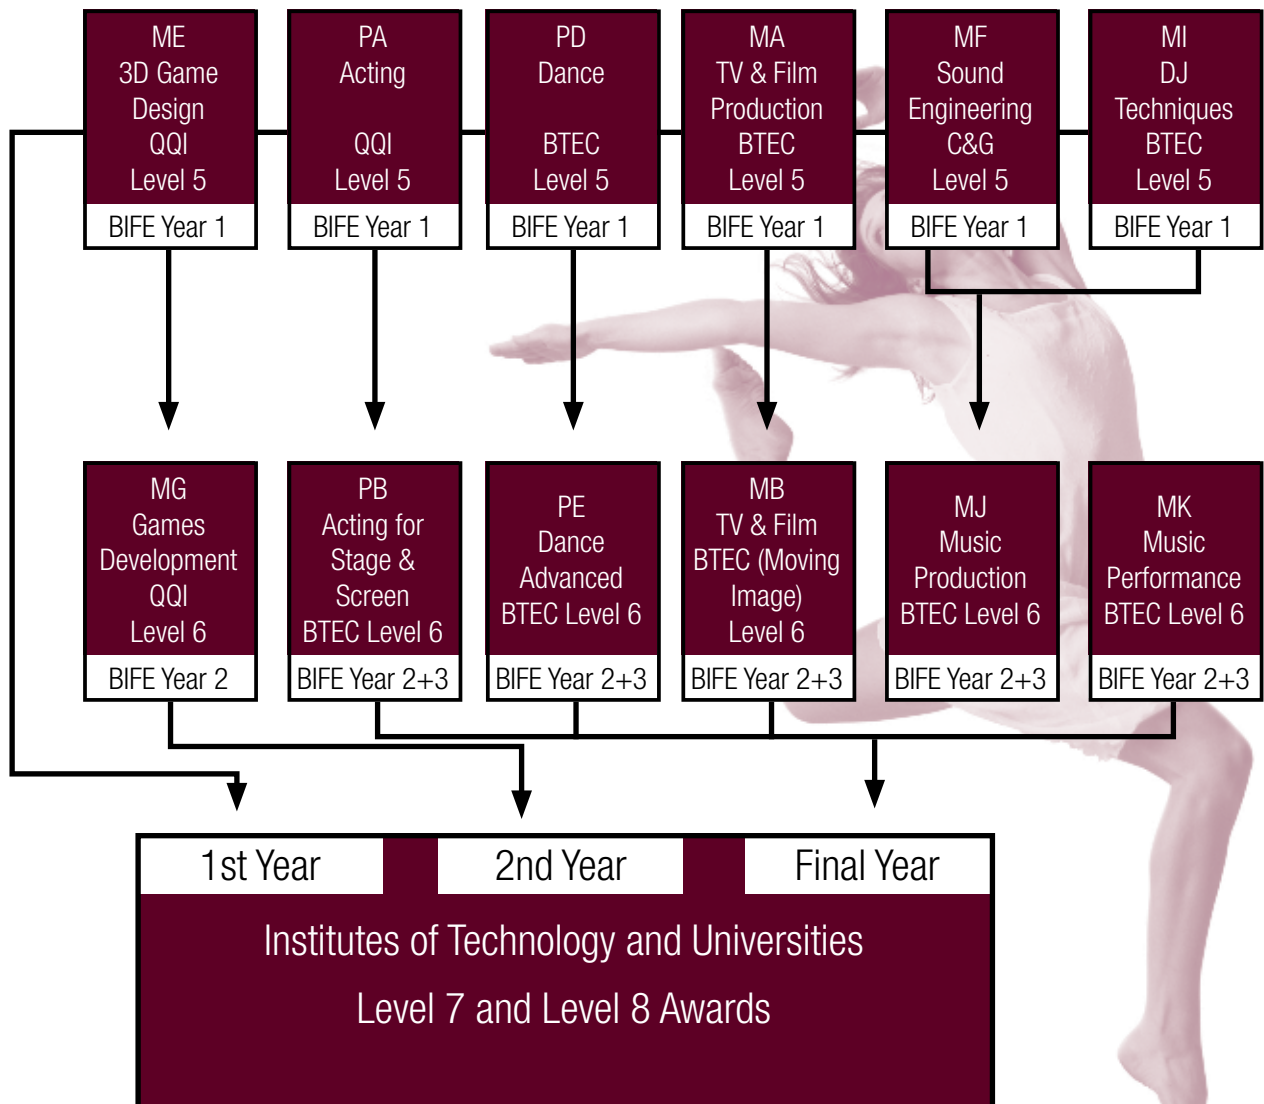 ME
3D Game
Design
QQI
Level 5
BIFE Year 1
PA
Acting
QQI
Level 5
BIFE Year 1
PD
Dance
BTEC
Level 5
BIFE Year 1
MA
TV & Film
Production
BTEC
Level 5
BIFE Year 1
MF
Sound
Engineering
C&G
Level 5
BIFE Year 1
MI
DJ
Techniques
BTEC
Level 5
BIFE Year 1
MG
Games
Development
QQI
Level 6
BIFE Year 2
PB
Acting for
Stage &
Screen
BTEC Level 6
BIFE Year 2+3
PE
Dance
Advanced
BTEC Level 6
BIFE Year 2+3
MB
TV & Film
BTEC (Moving
Image)
Level 6
BIFE Year 2+3
MJ
Music
Production
BTEC Level 6
BIFE Year 2+3
MK
Music
Performance
BTEC Level 6
BIFE Year 2+3
1st Year
2nd Year
Final Year
Institutes of Technology and Universities
Level 7 and Level 8 Awards